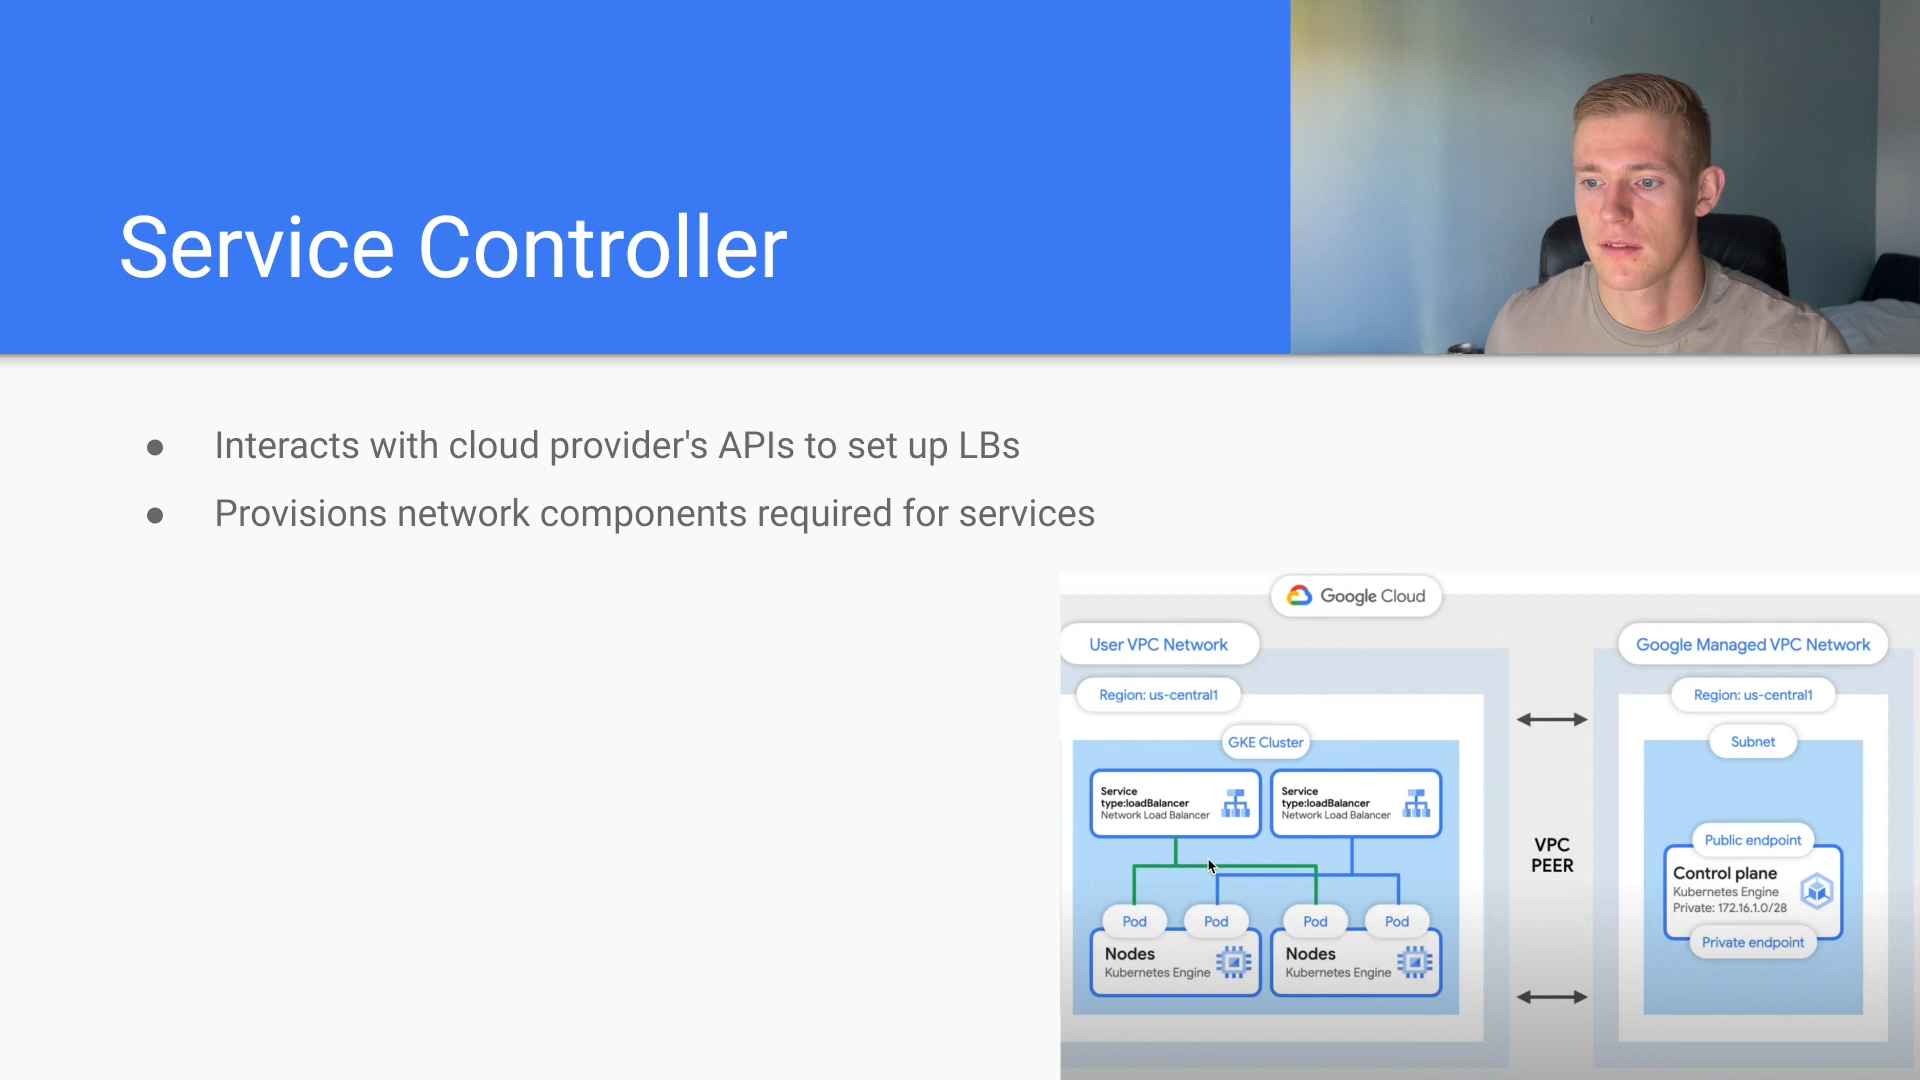 Service Controller
● Interacts with cloud provider's APIs to set up LBs
● Provisions network components required for services
Google Cloud
User VPC Network
Region: us-central1
GKE Cluster
Service
type:loadBalancer
Network Load Balancer
Service
type:loadBalancer
Network Load Balancer
Pod
Pod
Pod
Pod
Nodes
Kubernetes Engine
Nodes
Kubernetes Engine
VPC
PEER
Google Managed VPC Network
Region: us-central1
Subnet
Public endpoint
Control plane
Kubernetes Engine
Private: 172.16.1.0/28
Private endpoint